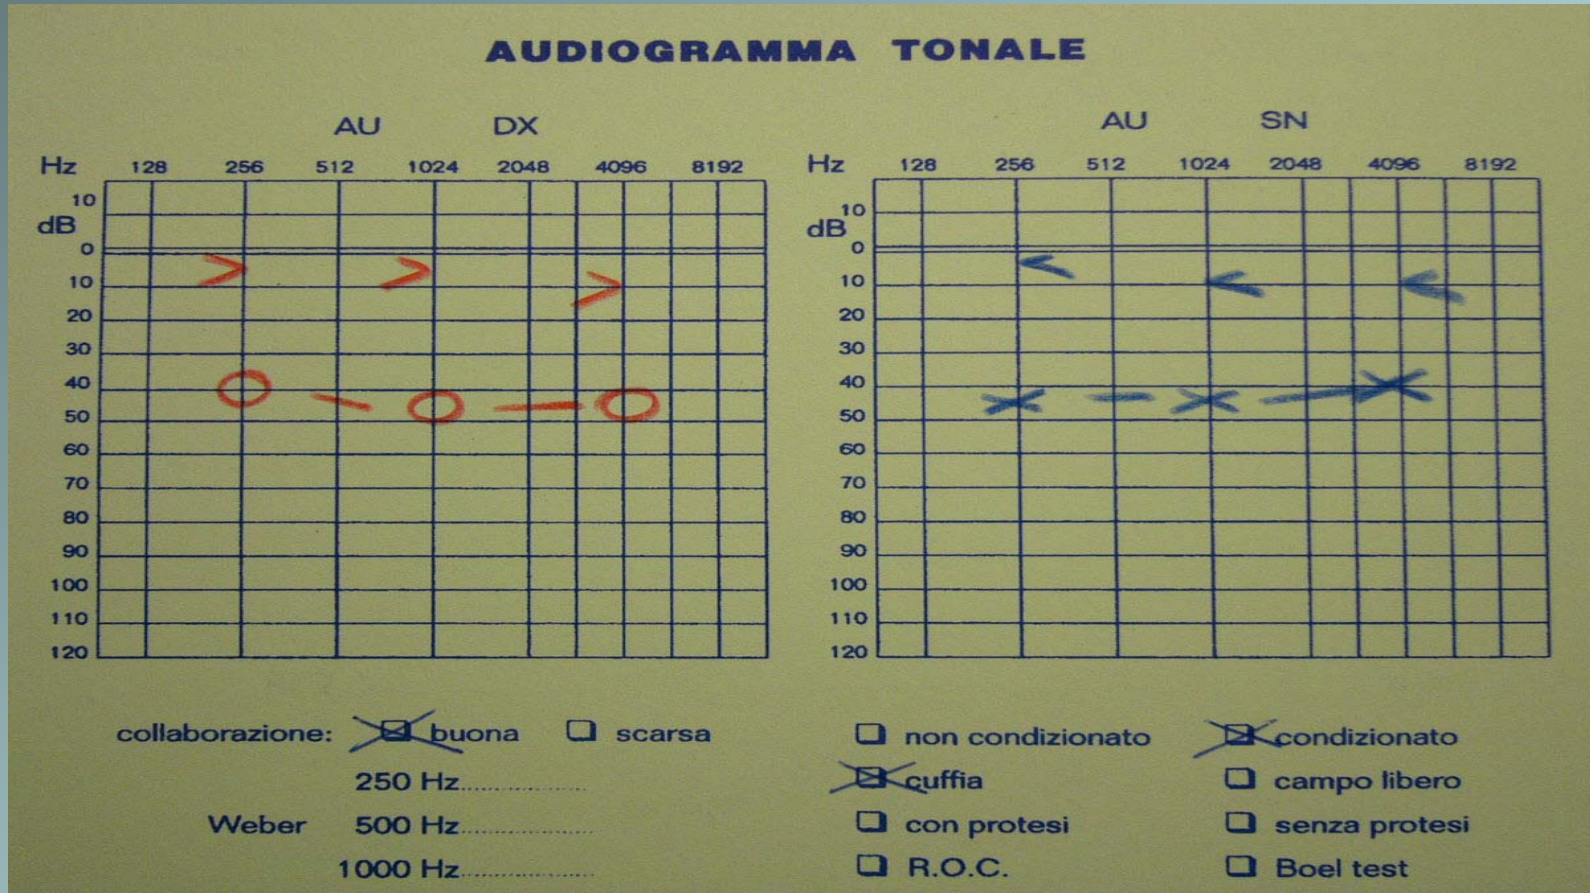 AUDIOGRAMMA TONALE
AU DX
Hz 128 256 512 1024 2048 4096 8192
10
dB
0
10
20
30
40
50
60
70
80
90
100
110
120
AU SN
Hz 128 256 512 1024 2048 4096 8192
10
dB
0
10
20
30
40
50
60
70
80
90
100
110
120
collaborazione: buona scarsa
250 Hz
Weber 500 Hz
1000 Hz
non condizionato condizionato
cuffia campo libero
con protesi senza protesi
R.O.C. Boel test